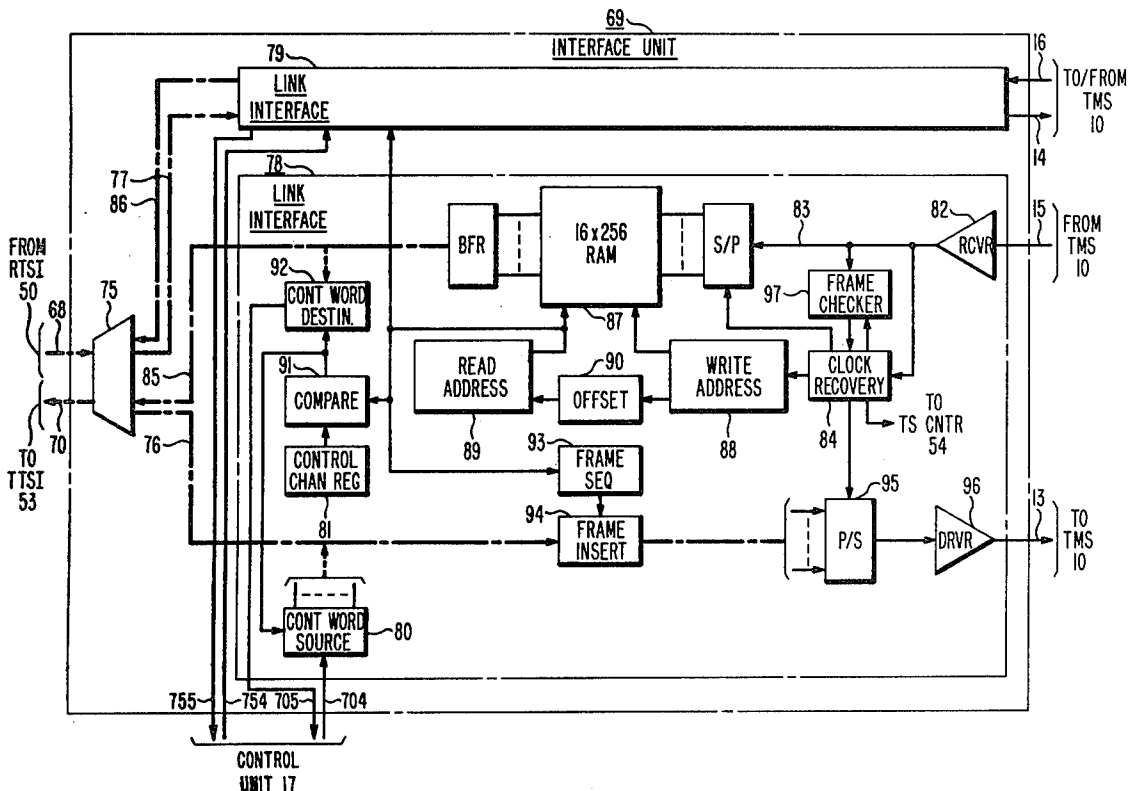 69
INTERFACE UNIT
79
LINK
INTERFACE
16
TO/FROM
TMS
10
14
77
86
78
LINK
INTERFACE
BFR
16x256
RAM
S/P
83
82
RCVR
15
FROM
TMS
10
FROM
RTSI
50
68
75
92
CONT WORD
DESTIN.
87
97
FRAME
CHECKER
85
91
COMPARE
READ
ADDRESS
90
OFFSET
WRITE
ADDRESS
CLOCK
RECOVERY
84
TO
TS CNTR
54
70
76
89
88
TO
TTSI
53
CONTROL
CHAN REG
81
93
FRAME
SEQ
94
FRAME
INSERT
95
P/S
96
DRVR
13
TO
TMS
10
CONT WORD
SOURCE
80
755
754
705
704
CONTROL
UNIT 17